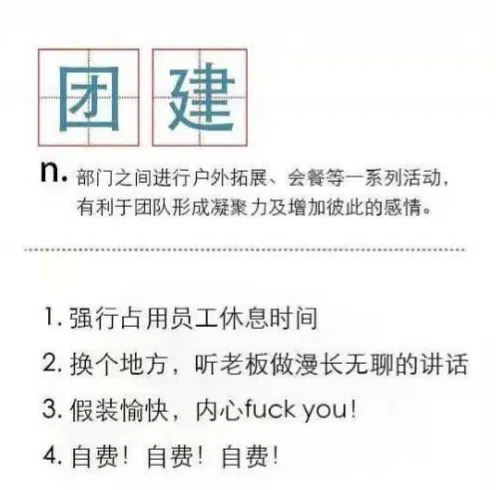 团建
n. 部门之间进行户外拓展、会餐等一系列活动，
有利于团队形成凝聚力及增加彼此的感情。
1. 强行占用员工休息时间
2. 换个地方，听老板做漫长无聊的讲话
3. 假装愉快，内心fuck you！
4. 自费！自费！自费！